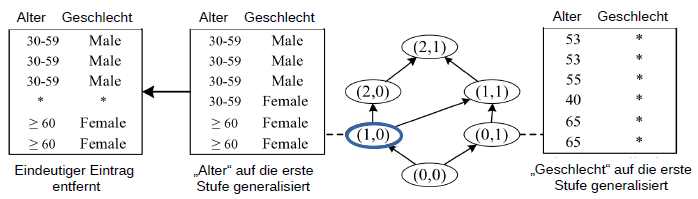 Alter Geschlecht
30-59 Male
30-59 Male
30-59 Male
* *
≥ 60 Female
≥ 60 Female
Eindeutiger Eintrag
entfernt
Alter Geschlecht
30-59 Male
30-59 Male
30-59 Male
30-59 Female
≥ 60 Female
≥ 60 Female
„Alter“ auf die erste
Stufe generalisiert
(2,1)
(2,0) (1,1)
(1,0) (0,1)
(0,0)
Alter Geschlecht
53 *
53 *
55 *
40 *
65 *
65 *
„Geschlecht“ auf die erste
Stufe generalisiert